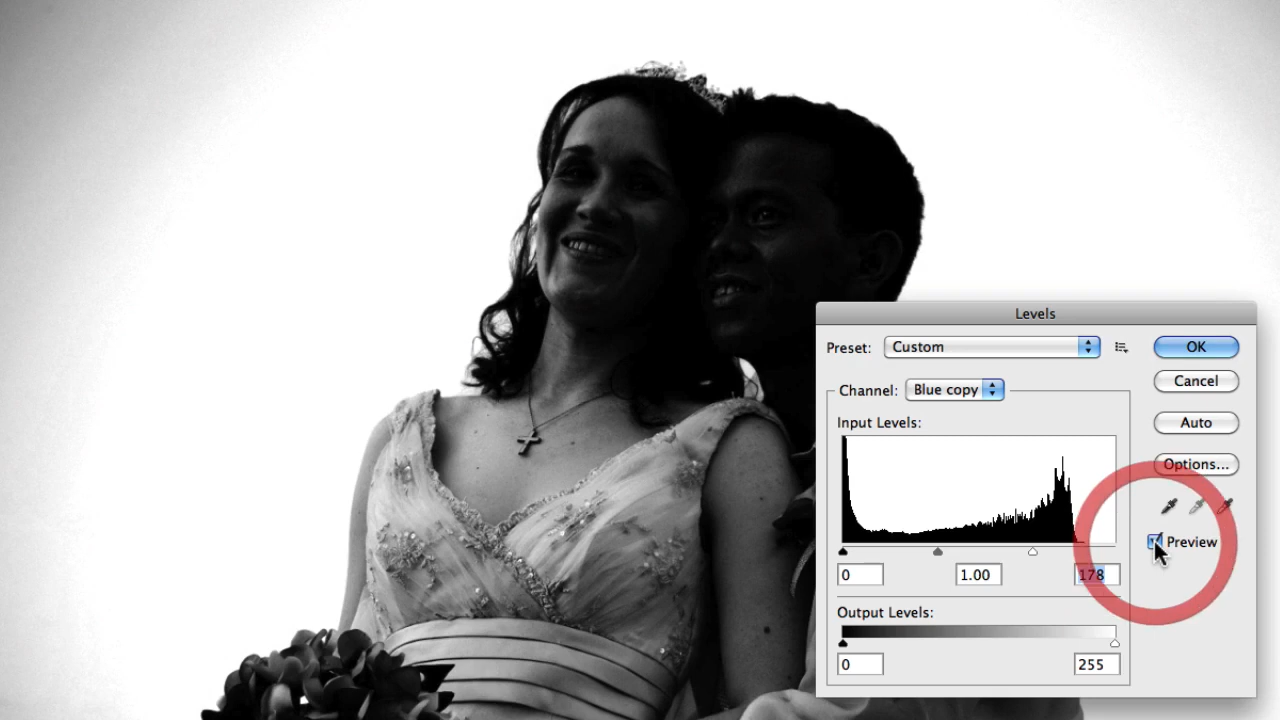 Levels
Preset: Custom
OK
Cancel
Channel: Blue copy
Input Levels:
Auto
Options...
Preview
0 1.00 178
Output Levels:
0 255